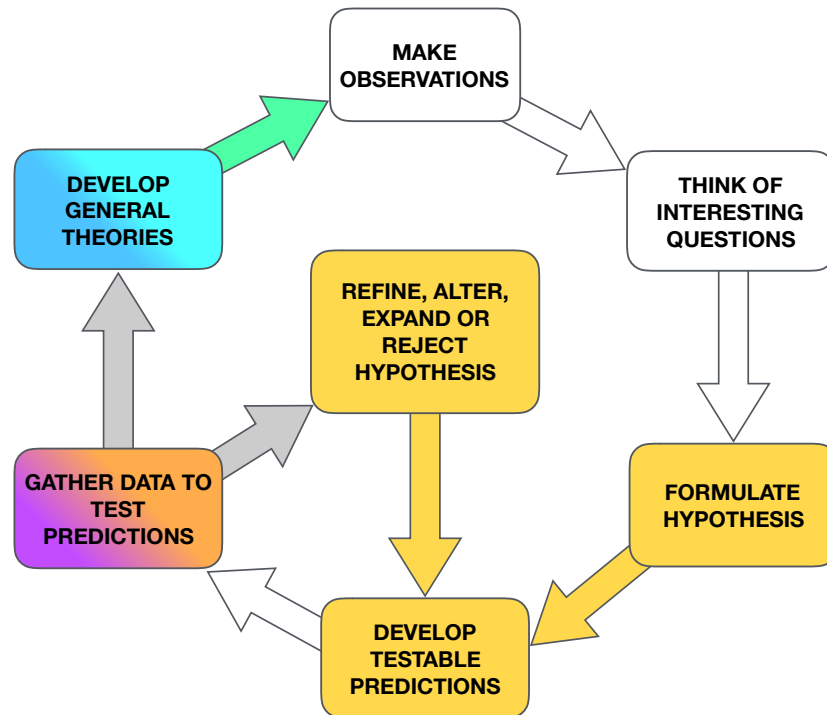 MAKE
OBSERVATIONS
THINK OF
INTERESTING
QUESTIONS
FORMULATE
HYPOTHESIS
DEVELOP
TESTABLE
PREDICTIONS
GATHER DATA TO
TEST
PREDICTIONS
REFINE, ALTER,
EXPAND OR
REJECT
HYPOTHESIS
DEVELOP
GENERAL
THEORIES